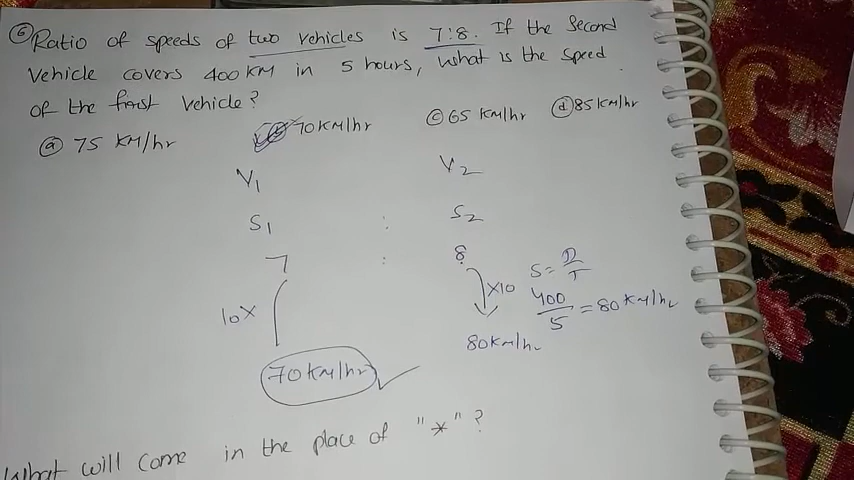 ⑥ Ratio of speeds of two vehicles is 7:8. If the Second
Vehicle covers 400 KM in 5 hours, what is the speed
of the first Vehicle?
ⓐ 75 KM/hr 70 KM/hr ⓒ 65 KM/hr ⓓ 85 KM/hr
V1 V2
S1 : S2
7 : 8
S = D/T
10× ×10 400/5 = 80 KM/hr
80 KM/hr
70 KM/hr
What will come in the place of "*"?